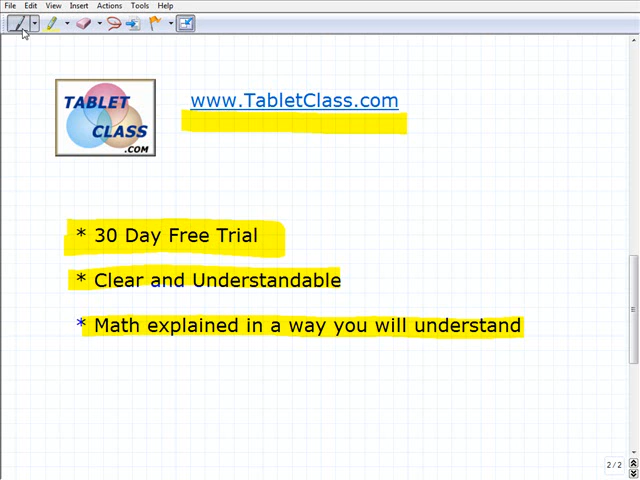 File Edit View Insert Actions Tools Help
TABLET
CLASS
.COM
www.TabletClass.com
* 30 Day Free Trial
* Clear and Understandable
* Math explained in a way you will understand
2 / 2